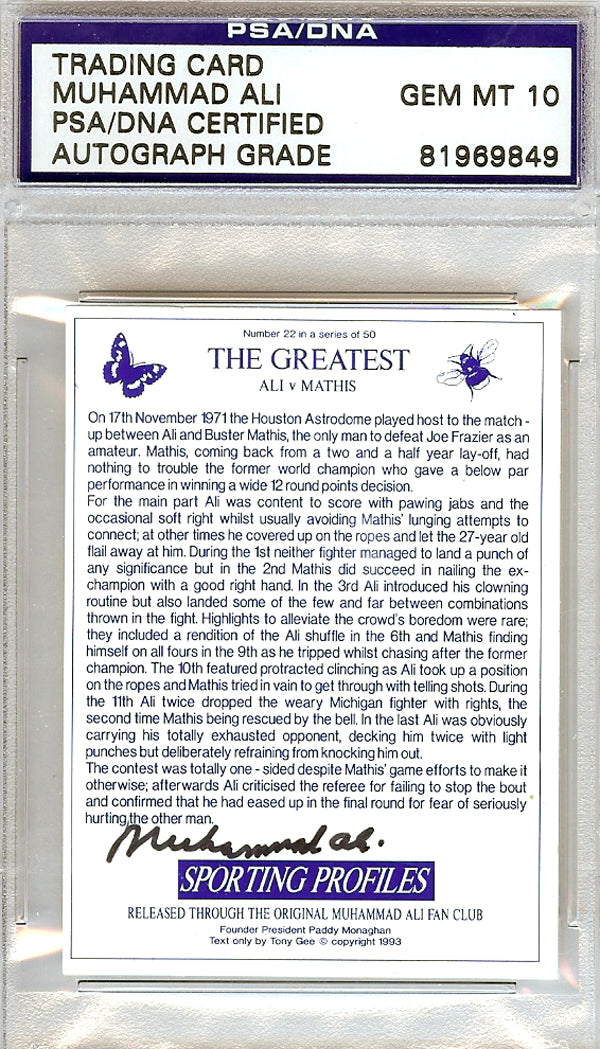 PSA/DNA
TRADING CARD
MUHAMMAD ALI GEM MT 10
PSA/DNA CERTIFIED
AUTOGRAPH GRADE 81969849
Number 22 in a series of 50
THE GREATEST
ALI v MATHIS
On 17th November 1971 the Houston Astrodome played host to the match -
up between Ali and Buster Mathis, the only man to defeat Joe Frazier as an
amateur. Mathis, coming back from a two and a half year lay-off, had
nothing to trouble the former world champion who gave a below par
performance in winning a wide 12 round points decision.
For the main part Ali was content to score with pawing jabs and the
occasional soft right whilst usually avoiding Mathis' lunging attempts to
connect; at other times he covered up on the ropes and let the 27-year old
flail away at him. During the 1st neither fighter managed to land a punch of
any significance but in the 2nd Mathis did succeed in nailing the ex-
champion with a good right hand. In the 3rd Ali introduced his clowning
routine but also landed some of the few and far between combinations
thrown in the fight. Highlights to alleviate the crowd's boredom were rare;
they included a rendition of the Ali shuffle in the 6th and Mathis finding
himself on all fours in the 9th as he tripped whilst chasing after the former
champion. The 10th featured protracted clinching as Ali took up a position
on the ropes and Mathis tried in vain to get through with telling shots. During
the 11th Ali twice dropped the weary Michigan fighter with rights, the
second time Mathis being rescued by the bell. In the last Ali was obviously
carrying his totally exhausted opponent, decking him twice with light
punches but deliberately refraining from knocking him out.
The contest was totally one - sided despite Mathis' game efforts to make it
otherwise; afterwards Ali criticised the referee for failing to stop the bout
and confirmed that he had eased up in the final round for fear of seriously
hurting the other man.
Muhammad Ali.
SPORTING PROFILES
RELEASED THROUGH THE ORIGINAL MUHAMMAD ALI FAN CLUB
Founder President Paddy Monaghan
Text only by Tony Gee © copyright 1993